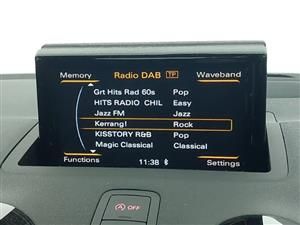 Memory Radio DAB TP Waveband
Grt Hits Rad 60s Pop
HITS RADIO CHIL Easy
Jazz FM Jazz
Kerrang! Rock
KISSTORY R&B Pop
Magic Classical Classical
Functions 11:38 Settings
OFF